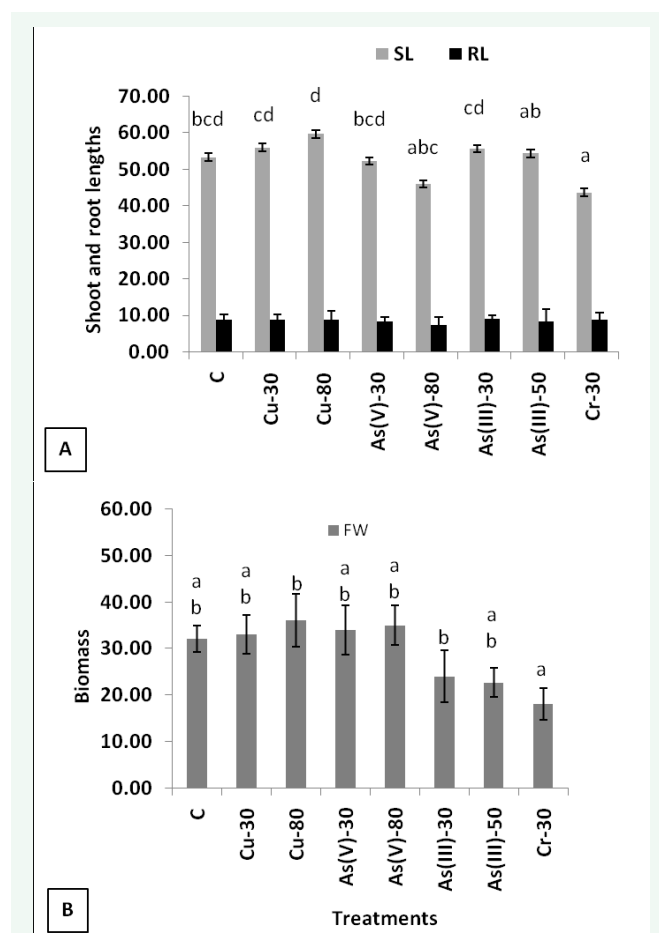 SL RL
70.00
60.00
50.00
40.00
30.00
20.00
10.00
0.00
Shoot and root lengths
bcd cd d bcd abc cd ab a
C Cu-30 Cu-80 As(V)-30 As(V)-80 As(III)-30 As(III)-50 Cr-30
A
60.00
50.00
40.00
30.00
20.00
10.00
0.00
Biomass
FW
a a a a a
b b b b b b b a
C Cu-30 Cu-80 As(V)-30 As(V)-80 As(III)-30 As(III)-50 Cr-30
B
Treatments